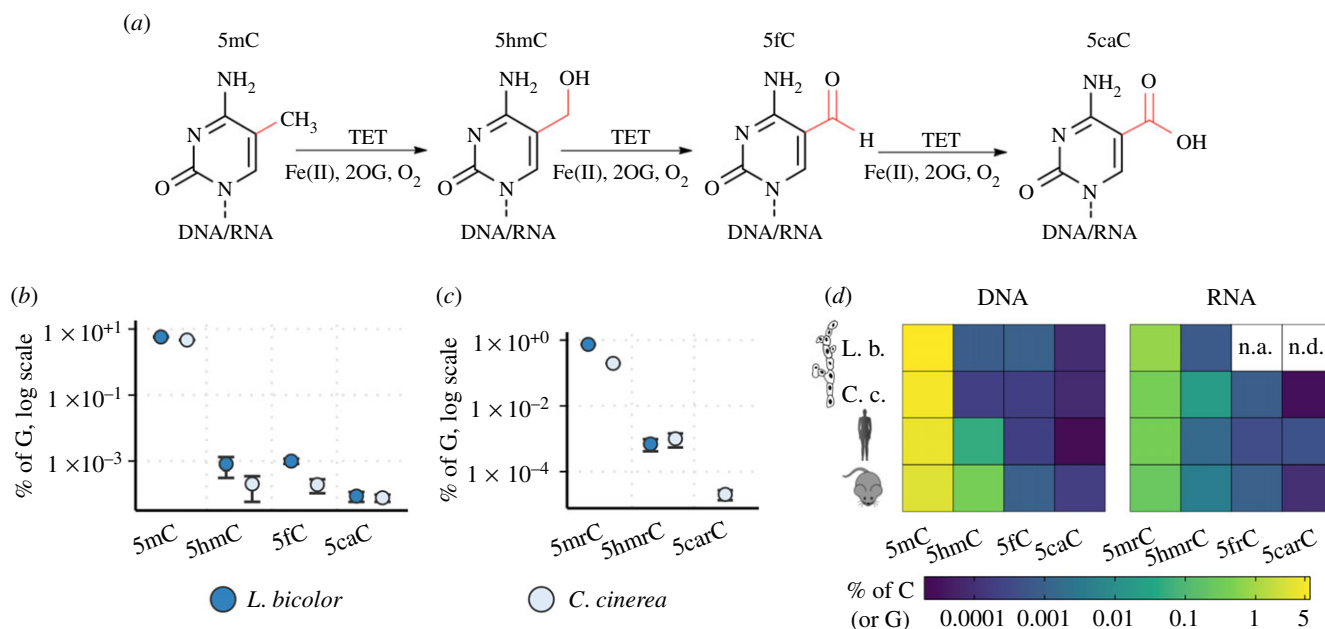 (a)
5mC 5hmC 5fC 5caC
NH2 CH3 N N O DNA/RNA
TET
Fe(II), 2OG, O2
NH2 OH N N O DNA/RNA
TET
Fe(II), 2OG, O2
NH2 O H N N O DNA/RNA
TET
Fe(II), 2OG, O2
NH2 O OH N N O DNA/RNA
(b)
% of G, log scale
1 × 10+1
1 × 10−1
1 × 10−3
5mC 5hmC 5fC 5caC
(c)
% of G, log scale
1 × 10+0
1 × 10−2
1 × 10−4
5mrC 5hmrC 5carC
L. bicolor C. cinerea
(d)
DNA RNA
L. b. n.a. n.d.
C. c.
5mC 5hmC 5fC 5caC 5mrC 5hmrC 5frC 5carC
% of C
(or G) 0.0001 0.001 0.01 0.1 1 5